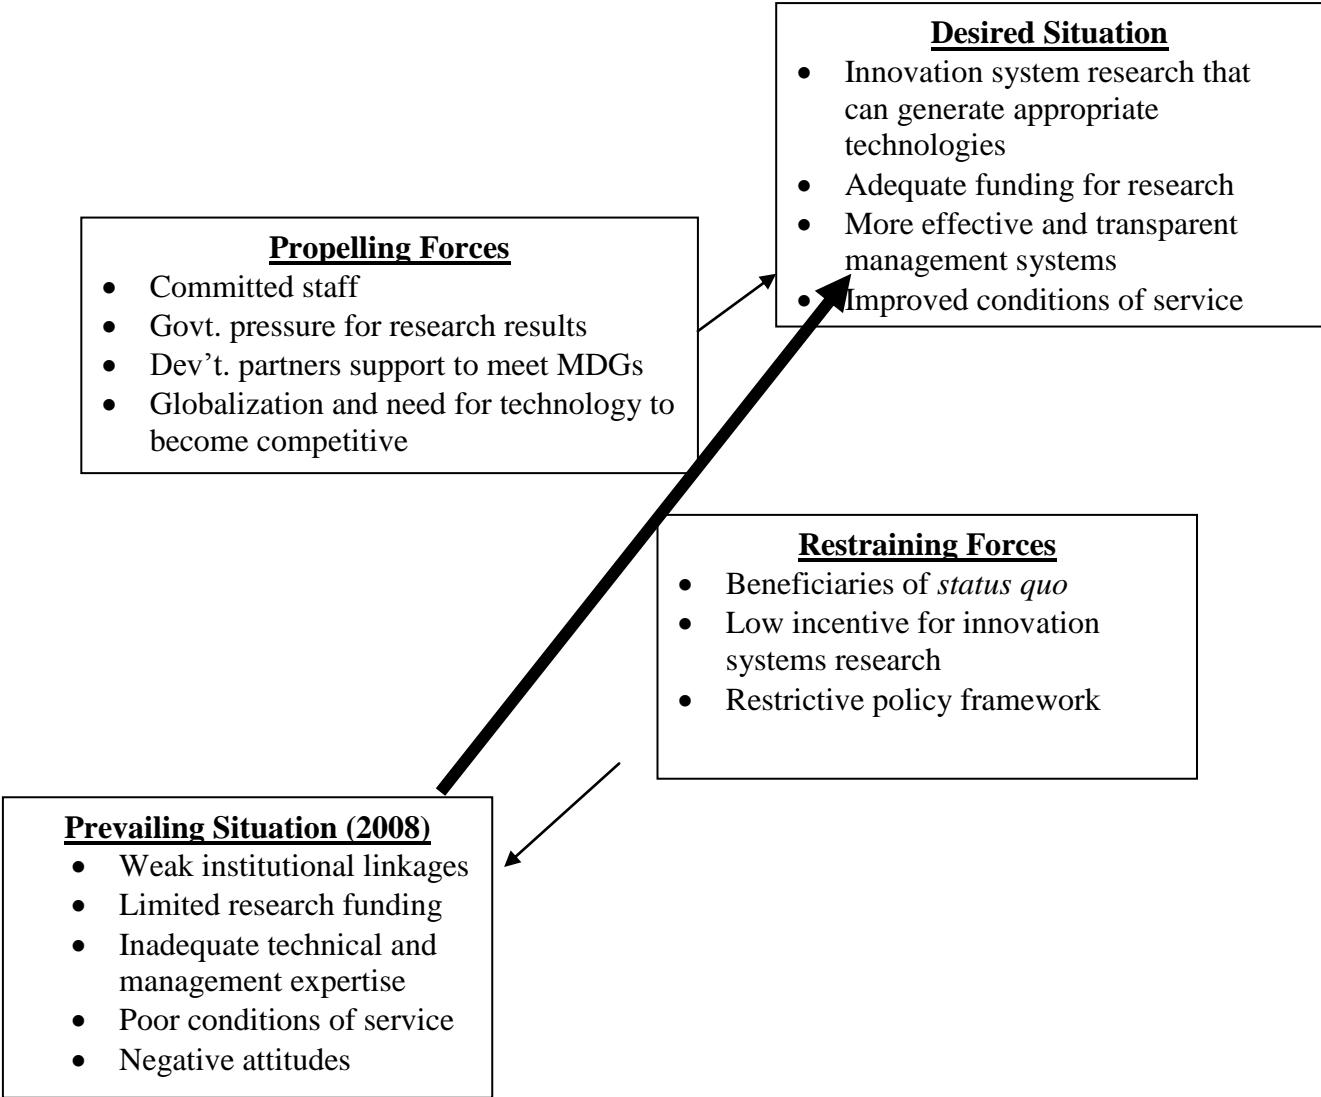 Desired Situation
• Innovation system research that
can generate appropriate
technologies
• Adequate funding for research
• More effective and transparent
management systems
• Improved conditions of service
Propelling Forces
• Committed staff
• Govt. pressure for research results
• Dev’t. partners support to meet MDGs
• Globalization and need for technology to
become competitive
Restraining Forces
• Beneficiaries of status quo
• Low incentive for innovation
systems research
• Restrictive policy framework
Prevailing Situation (2008)
• Weak institutional linkages
• Limited research funding
• Inadequate technical and
management expertise
• Poor conditions of service
• Negative attitudes